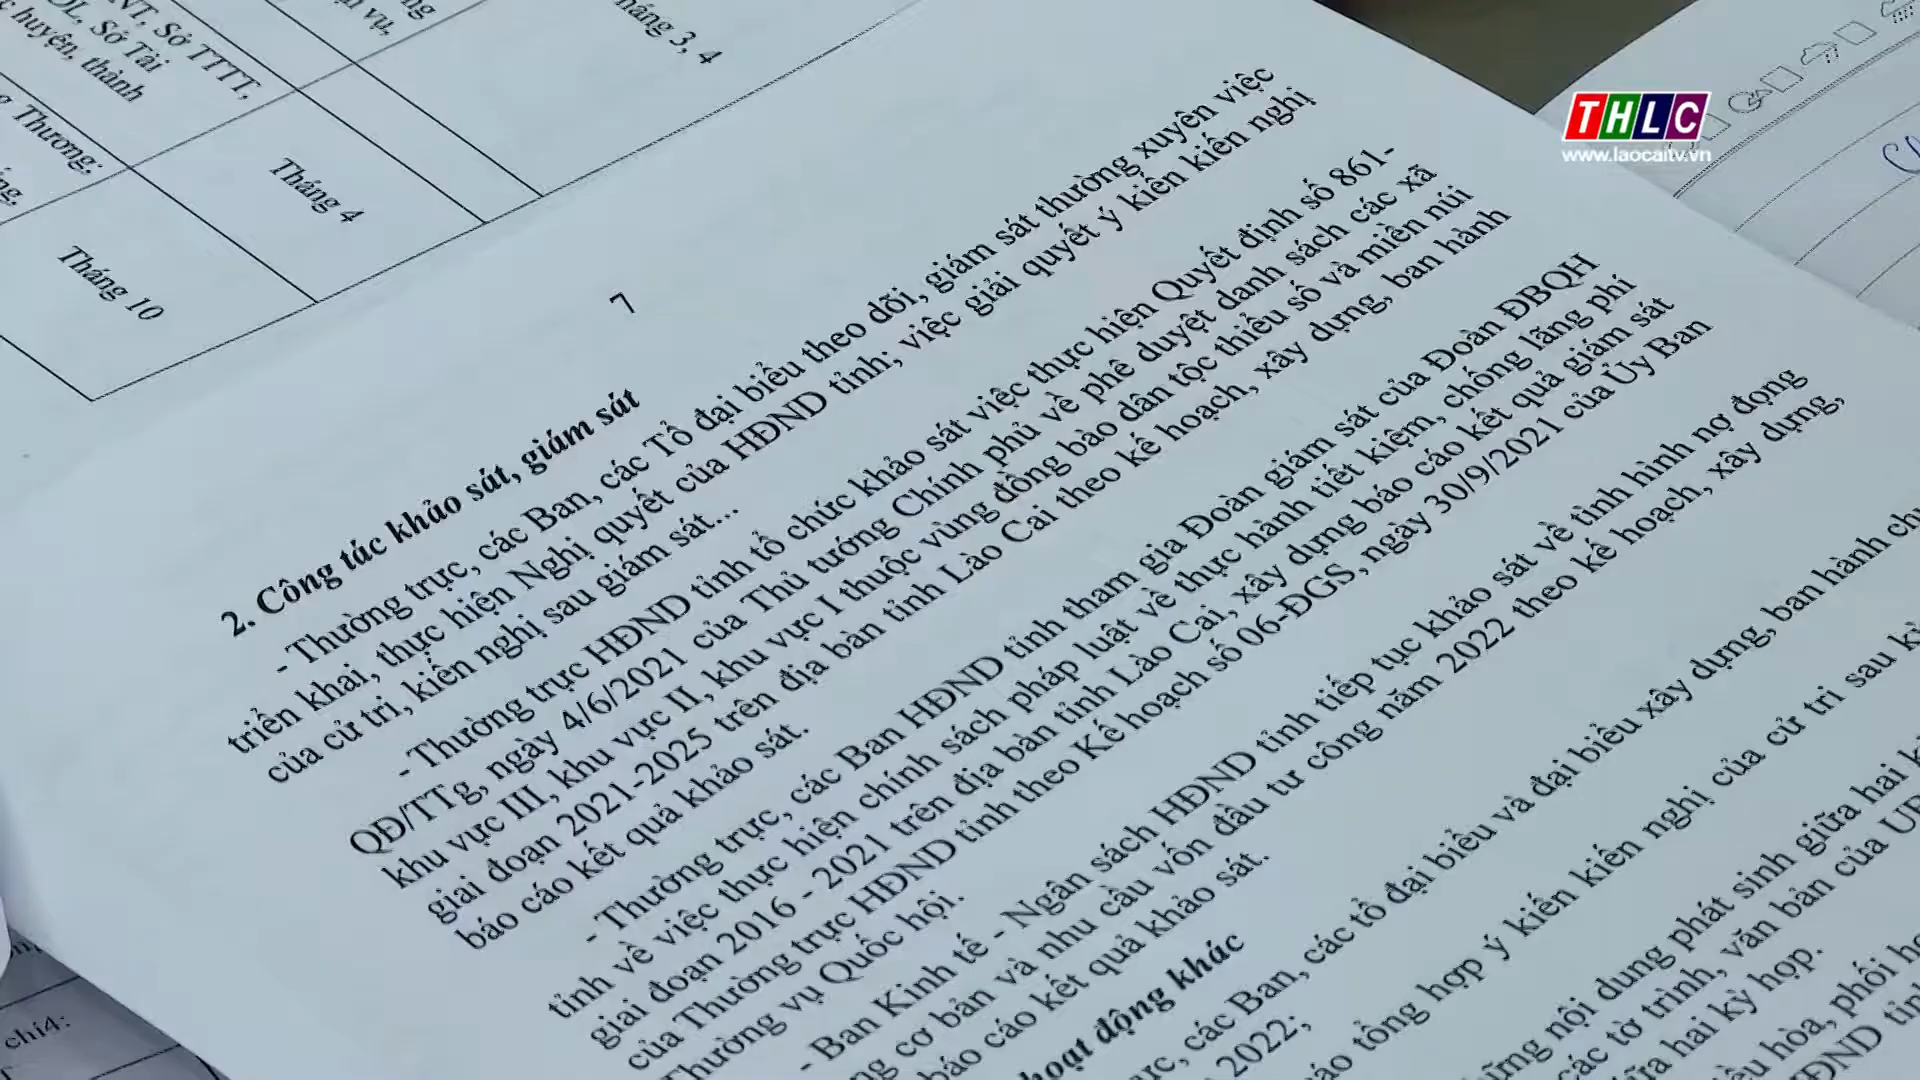 NT, Sở TTTT,
Sở Tài
huyện, thành
vụ,
tháng 3, 4
Thương;
Tháng 4
Tháng 10
THLC
www.laocaitv.vn
7
2. Công tác khảo sát, giám sát
- Thường trực, các Ban, các Tổ đại biểu theo dõi, giám sát thường xuyên việc
triển khai, thực hiện Nghị quyết của HĐND tỉnh; việc giải quyết ý kiên kiến nghị
của cử tri, kiến nghị sau giám sát...
- Thường trực HĐND tỉnh tổ chức khảo sát việc thực hiện Quyết định số 861-
QĐ/TTg, ngày 4/6/2021 của Thủ tướng Chính phủ về phê duyệt danh sách các xã
khu vực III, khu vực II, khu vực I thuộc vùng đồng bào dân tộc thiểu số và miền núi
giai đoạn 2021-2025 trên địa bàn tỉnh Lào Cai theo kế hoạch, xây dựng, ban hành
báo cáo kết quả khảo sát.
- Thường trực, các Ban HĐND tỉnh tham gia Đoàn giám sát của Đoàn ĐBQH
tỉnh về việc thực hiện chính sách pháp luật về thực hành tiết kiệm, chống lãng phí
giai đoạn 2016 - 2021 trên địa bàn tỉnh Lào Cai, xây dựng báo cáo kết quả giám sát
của Thường trực HĐND tỉnh theo Kế hoạch số 06-ĐGS, ngày 30/9/2021 của Ủy Ban
Thường vụ Quốc hội.
- Ban Kinh tế - Ngân sách HĐND tỉnh tiếp tục khảo sát về tình hình nợ đọng
cơ bản và nhu cầu vốn đầu tư công năm 2022 theo kế hoạch, xây dựng,
báo cáo kết quả khảo sát.
hoạt động khác
các Ban, các tổ đại biểu và đại biểu xây dựng, ban hành
2022;
tổng hợp ý kiến kiến nghị của cử tri sau
nội dung phát sinh giữa hai
các tờ trình, văn bản của
hai kỳ họp.
hòa, phối
HĐND
chí4: